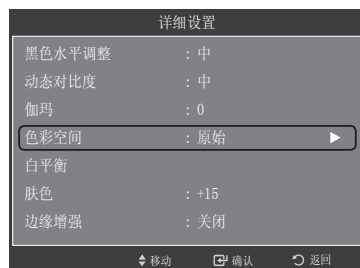 详细设置
黑色水平调整 : 中
动态对比度 : 中
伽玛 : 0
色彩空间 : 原始
白平衡
肤色 : +15
边缘增强 : 关闭
移动 确认 返回